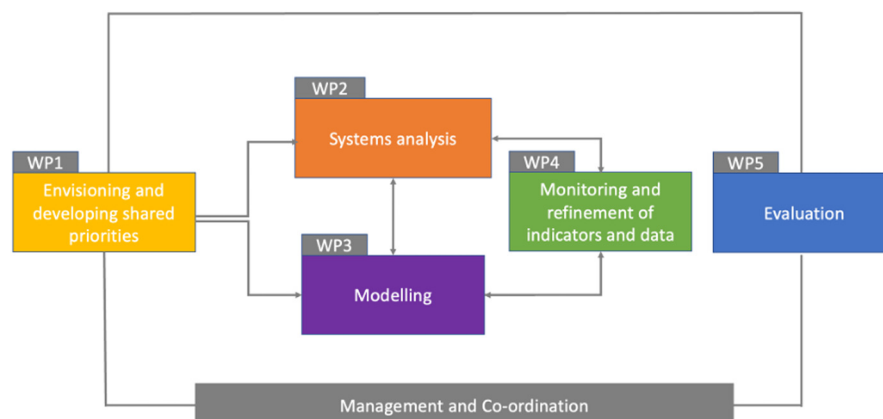 WP2
Systems analysis
WP1
Envisioning and
developing shared
priorities
WP4
Monitoring and
refinement of
indicators and data
WP5
Evaluation
WP3
Modelling
Management and Co-ordination